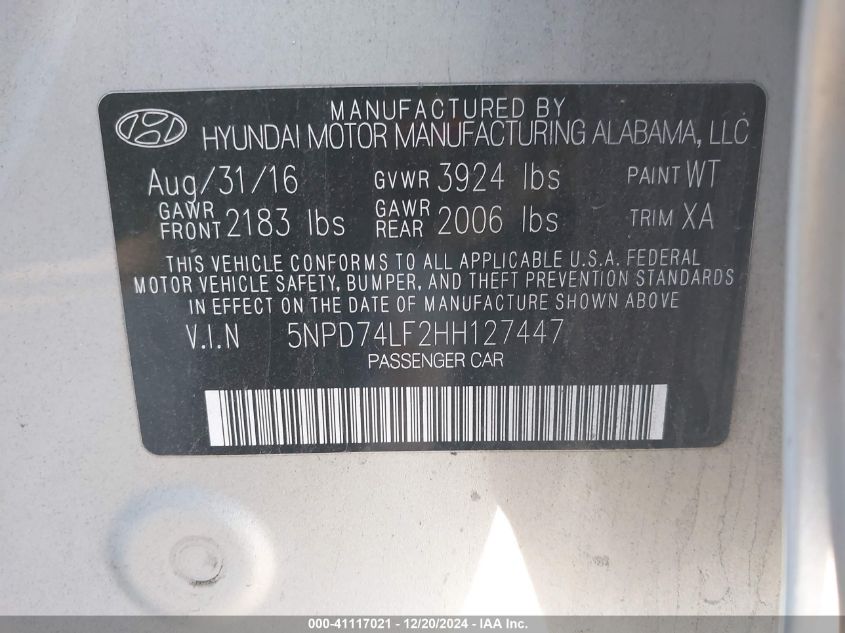 MANUFACTURED BY
HYUNDAI MOTOR MANUFACTURING ALABAMA, LLC
Aug/31/16 GVWR 3924 lbs PAINT WT
GAWR FRONT 2183 lbs GAWR REAR 2006 lbs TRIM XA
THIS VEHICLE CONFORMS TO ALL APPLICABLE U.S.A. FEDERAL
MOTOR VEHICLE SAFETY, BUMPER, AND THEFT PREVENTION STANDARDS
IN EFFECT ON THE DATE OF MANUFACTURE SHOWN ABOVE.
V.I.N 5NPD74LF2HH127447
PASSENGER CAR
000-41117021 - 12/20/2024 - IAA Inc.